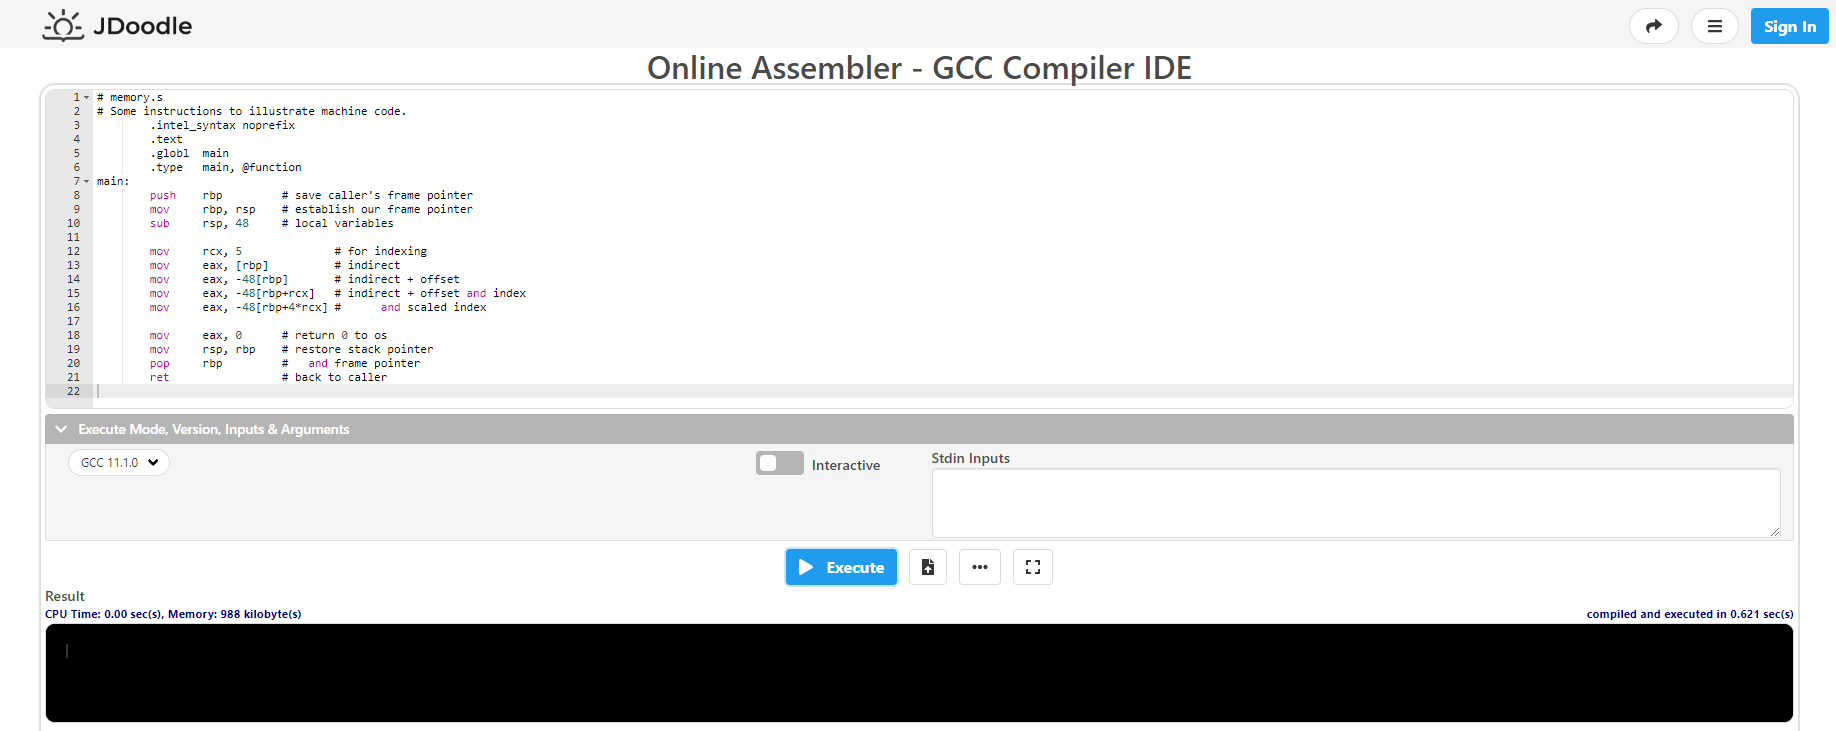 JDoodle
Sign In
Online Assembler - GCC Compiler IDE
1 # memory.s
2 # Some instructions to illustrate machine code.
3 .intel_syntax noprefix
4 .text
5 .globl main
6 .type main, @function
7 main:
8 push rbp # save caller's frame pointer
9 mov rbp, rsp # establish our frame pointer
10 sub rsp, 48 # local variables
11
12 mov rcx, 5 # for indexing
13 mov eax, [rbp] # indirect
14 mov eax, -48[rbp] # indirect + offset
15 mov eax, -48[rbp+rcx] # indirect + offset and index
16 mov eax, -48[rbp+4*rcx] # and scaled index
17
18 mov eax, 0 # return 0 to os
19 mov rsp, rbp # restore stack pointer
20 pop rbp # and frame pointer
21 ret # back to caller
22
Execute Mode, Version, Inputs & Arguments
GCC 11.1.0
Interactive
Stdin Inputs
Execute
Result
CPU Time: 0.00 sec(s), Memory: 988 kilobyte(s)
compiled and executed in 0.621 sec(s)